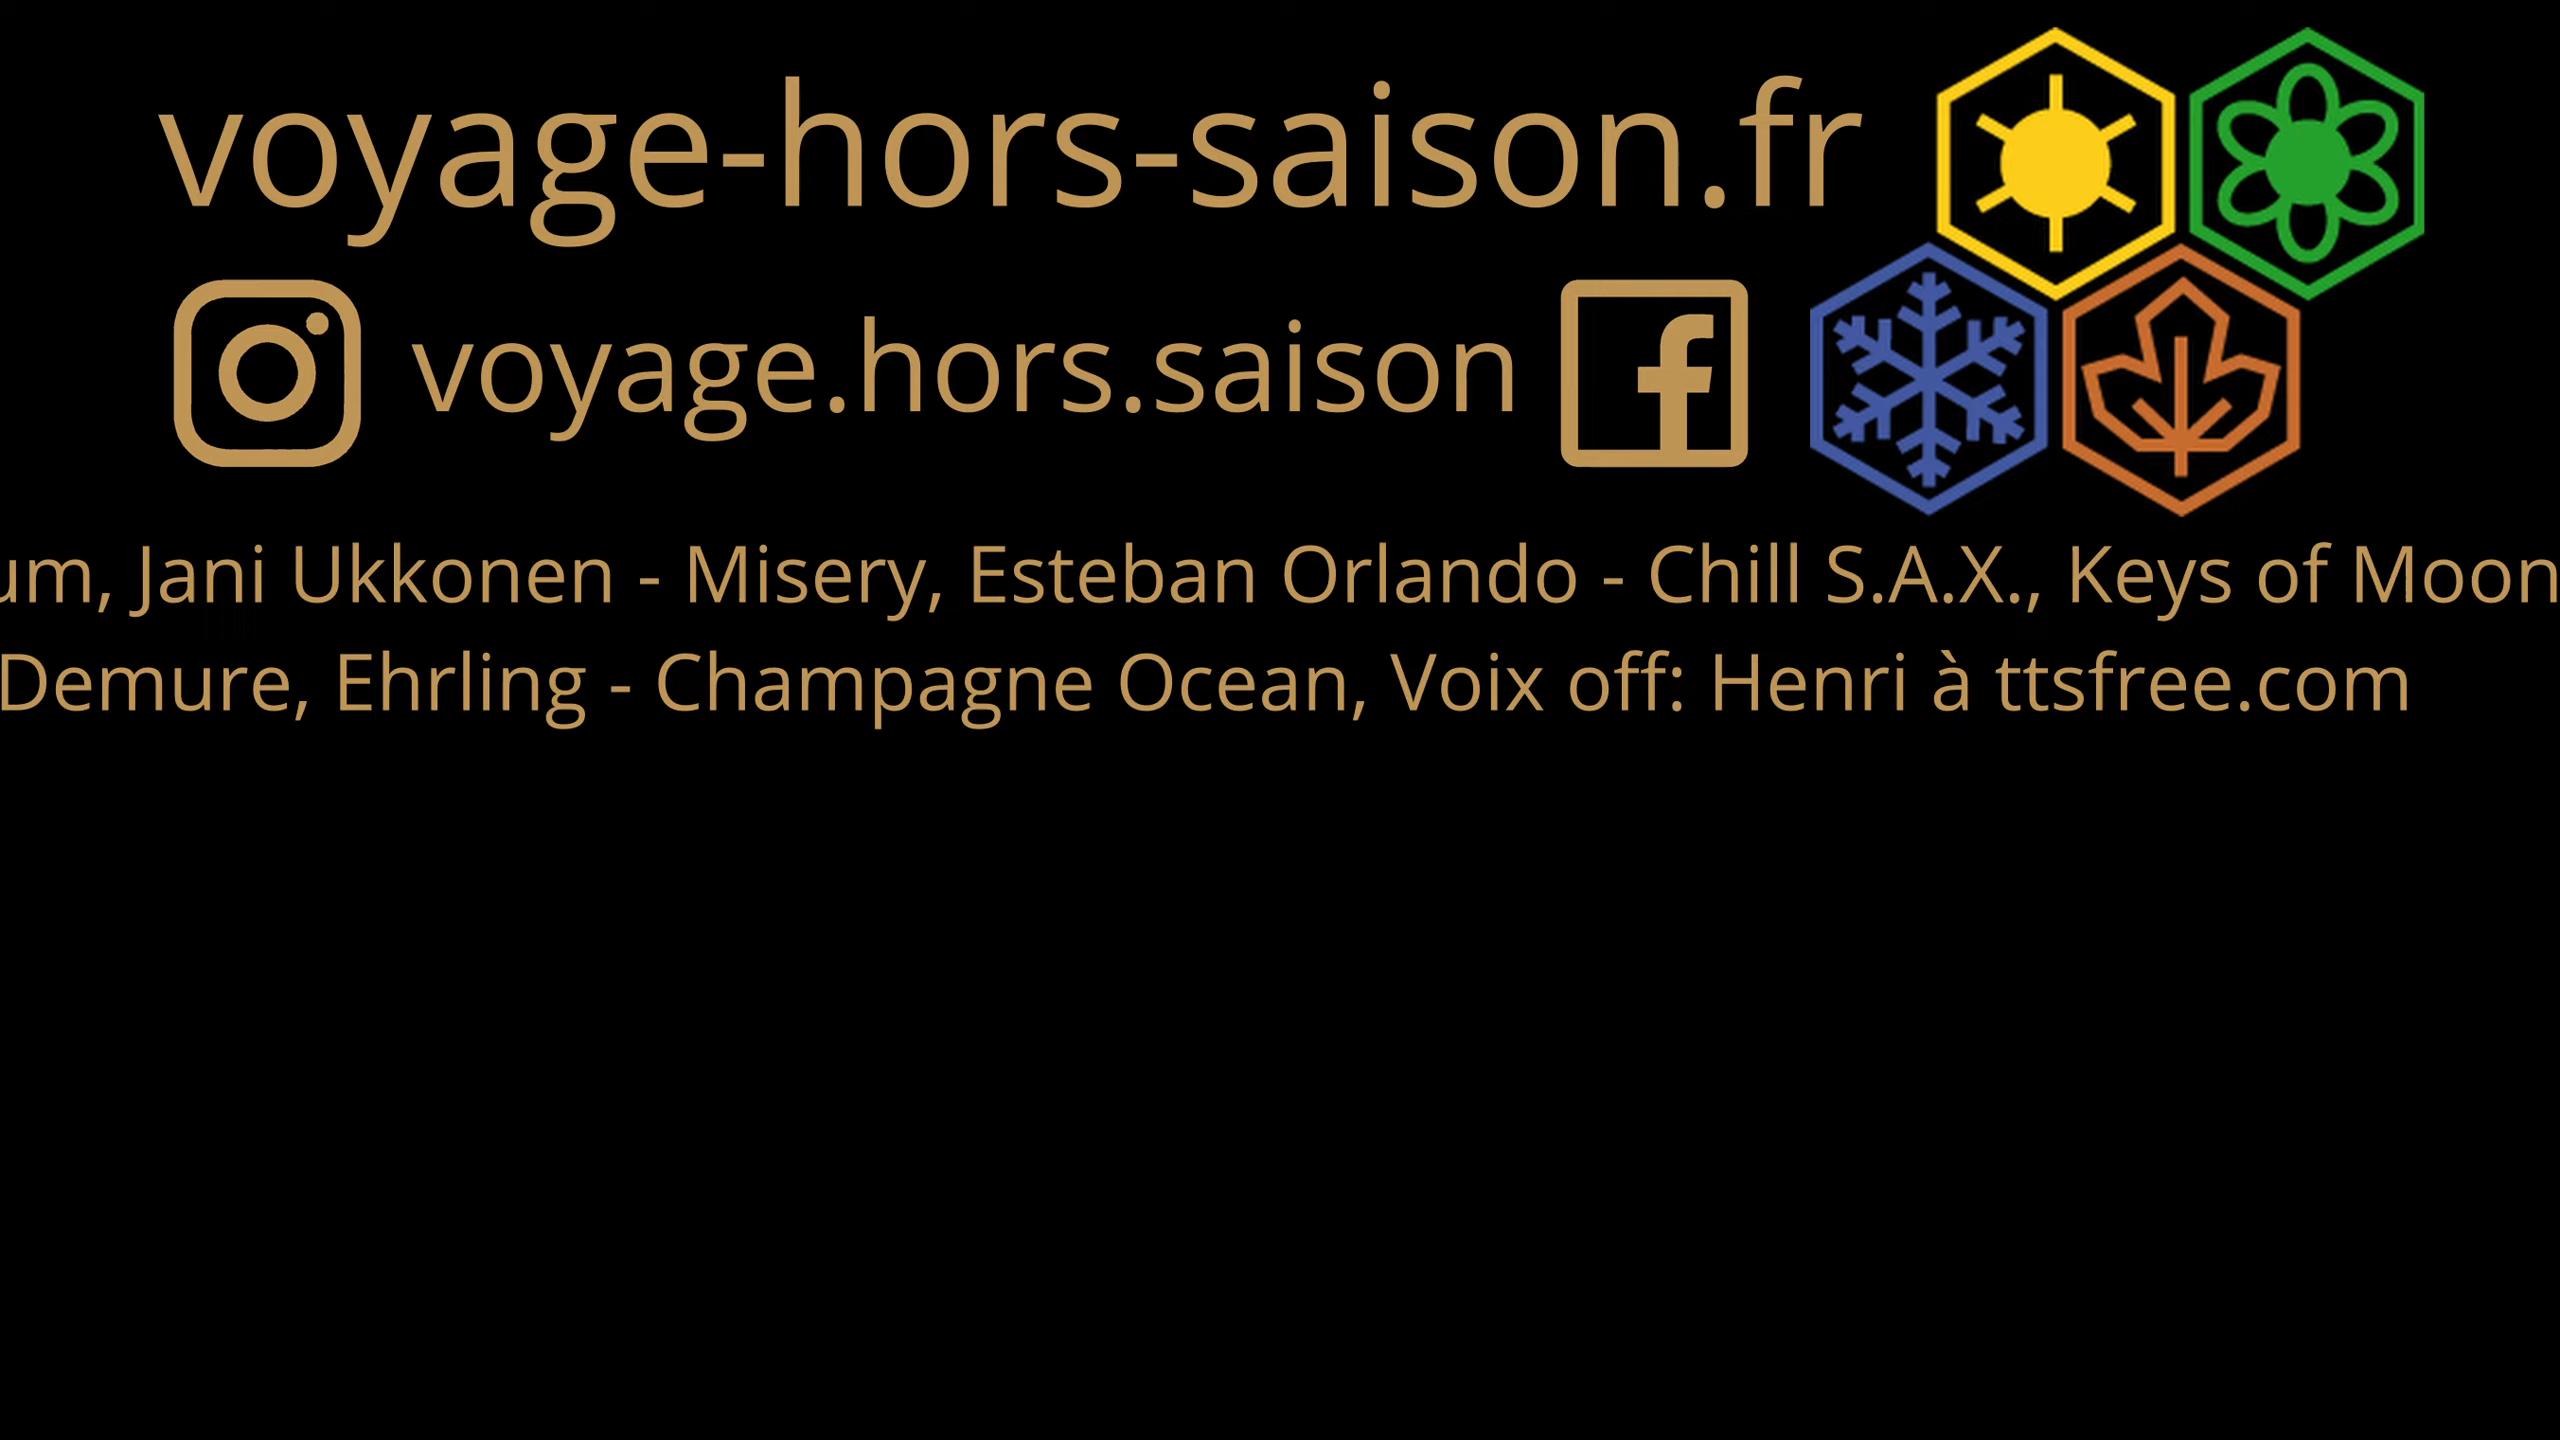 voyage-hors-saison.fr
voyage.hors.saison
um, Jani Ukkonen - Misery, Esteban Orlando - Chill S.A.X., Keys of Moon
Demure, Ehrling - Champagne Ocean, Voix off: Henri à ttsfree.com